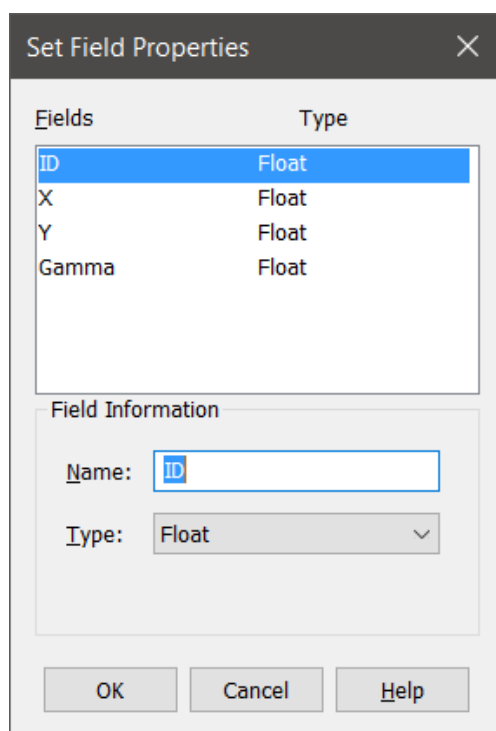 Set Field Properties
Fields Type
ID Float
X Float
Y Float
Gamma Float
Field Information
Name: ID
Type: Float
OK Cancel Help